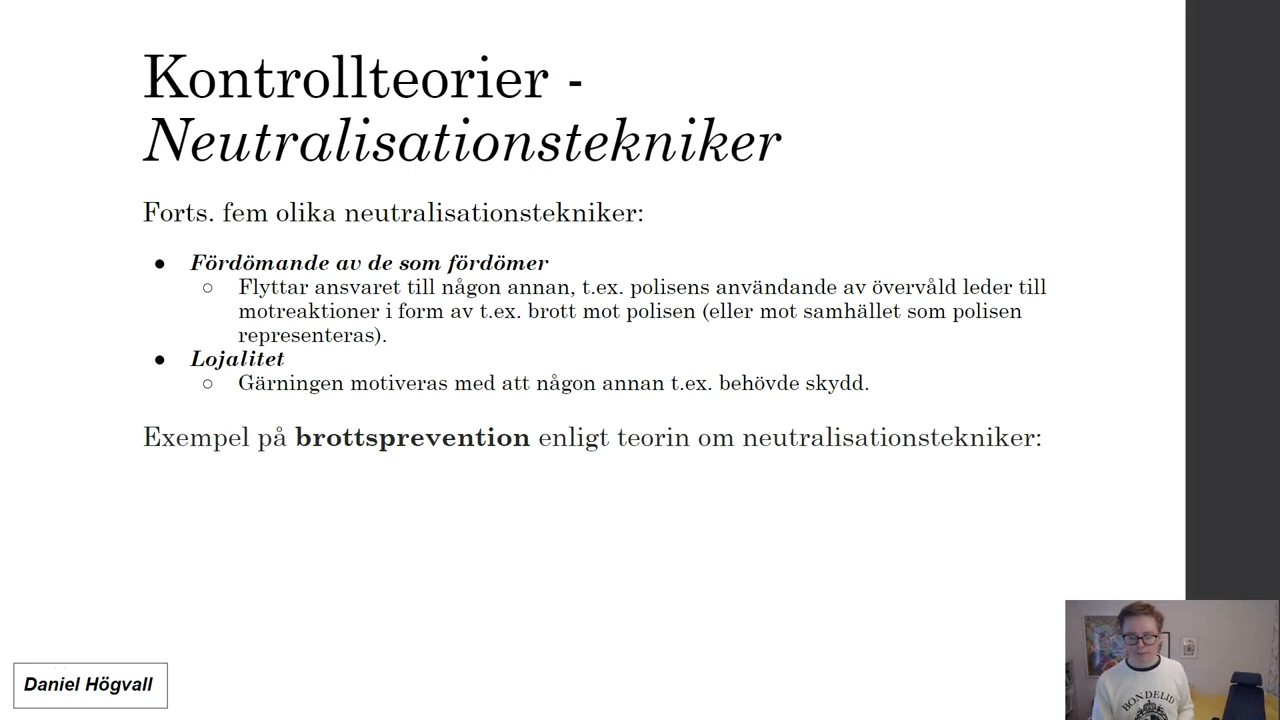 Kontrollteorier -
Neutralisationstekniker
Forts. fem olika neutralisationstekniker:
● Fördömande av de som fördömer
○ Flyttar ansvaret till någon annan, t.ex. polisens användande av övervåld leder till
motreaktioner i form av t.ex. brott mot polisen (eller mot samhället som polisen
representeras).
● Lojalitet
○ Gärningen motiveras med att någon annan t.ex. behövde skydd.
Exempel på brottsprevention enligt teorin om neutralisationstekniker:
BONDELID
Daniel Högvall